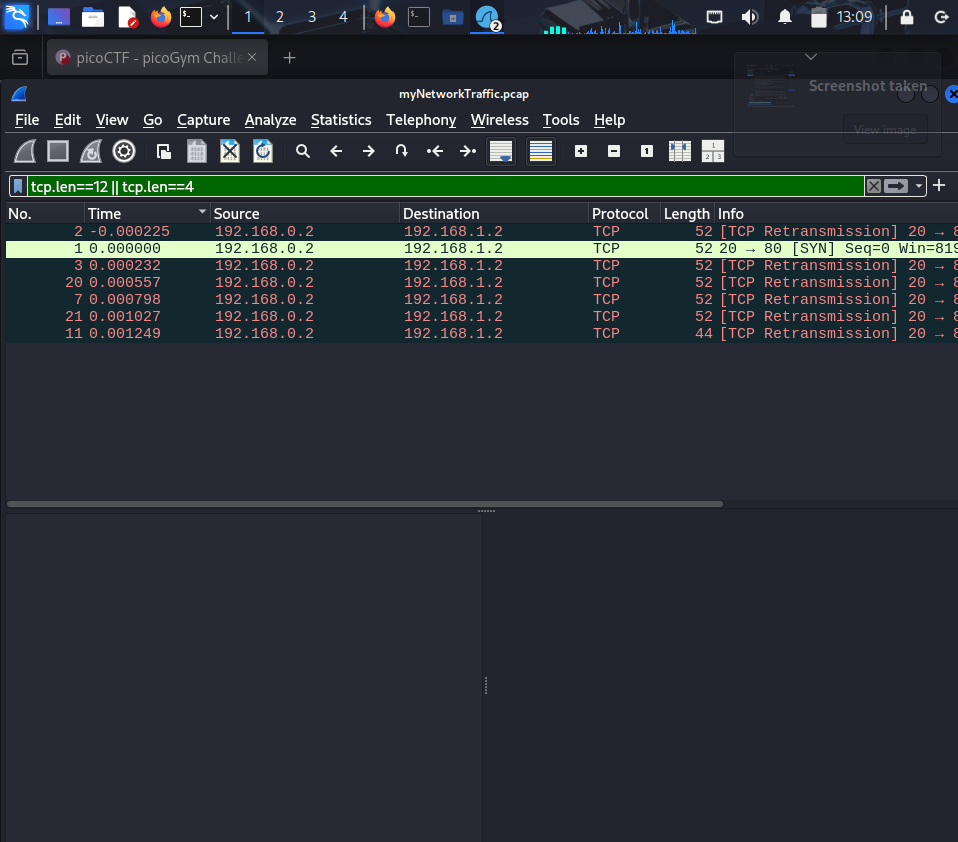 1 2 3 4 2 13:09
picoCTF - picoGym Challe
Screenshot taken
View image
myNetworkTraffic.pcap
File Edit View Go Capture Analyze Statistics Telephony Wireless Tools Help
tcp.len==12 || tcp.len==4
No. Time Source Destination Protocol Length Info
2 -0.000225 192.168.0.2 192.168.1.2 TCP 52 [TCP Retransmission] 20 → 8
1 0.000000 192.168.0.2 192.168.1.2 TCP 52 20 → 80 [SYN] Seq=0 Win=819
3 0.000232 192.168.0.2 192.168.1.2 TCP 52 [TCP Retransmission] 20 → 8
20 0.000557 192.168.0.2 192.168.1.2 TCP 52 [TCP Retransmission] 20 → 8
7 0.000798 192.168.0.2 192.168.1.2 TCP 52 [TCP Retransmission] 20 → 8
21 0.001027 192.168.0.2 192.168.1.2 TCP 52 [TCP Retransmission] 20 → 8
11 0.001249 192.168.0.2 192.168.1.2 TCP 44 [TCP Retransmission] 20 → 8